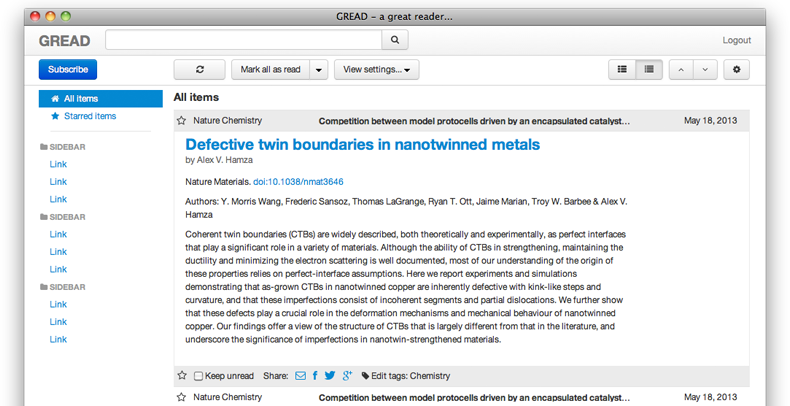 GREAD – a great reader...
GREAD
Logout
Subscribe
Mark all as read
View settings...
All items
Starred items
SIDEBAR
Link
Link
Link
SIDEBAR
Link
Link
Link
SIDEBAR
Link
Link
Link
All items
Nature Chemistry Competition between model protocells driven by an encapsulated catalyst... May 18, 2013
Defective twin boundaries in nanotwinned metals
by Alex V. Hamza
Nature Materials. doi:10.1038/nmat3646
Authors: Y. Morris Wang, Frederic Sansoz, Thomas LaGrange, Ryan T. Ott, Jaime Marian, Troy W. Barbee & Alex V.
Hamza
Coherent twin boundaries (CTBs) are widely described, both theoretically and experimentally, as perfect interfaces
that play a significant role in a variety of materials. Although the ability of CTBs in strengthening, maintaining the
ductility and minimizing the electron scattering is well documented, most of our understanding of the origin of
these properties relies on perfect-interface assumptions. Here we report experiments and simulations
demonstrating that as-grown CTBs in nanotwinned copper are inherently defective with kink-like steps and
curvature, and that these imperfections consist of incoherent segments and partial dislocations. We further show
that these defects play a crucial role in the deformation mechanisms and mechanical behaviour of nanotwinned
copper. Our findings offer a view of the structure of CTBs that is largely different from that in the literature, and
underscore the significance of imperfections in nanotwin-strengthened materials.
Keep unread Share: Edit tags: Chemistry
Nature Chemistry Competition between model protocells driven by an encapsulated catalyst... May 18, 2013